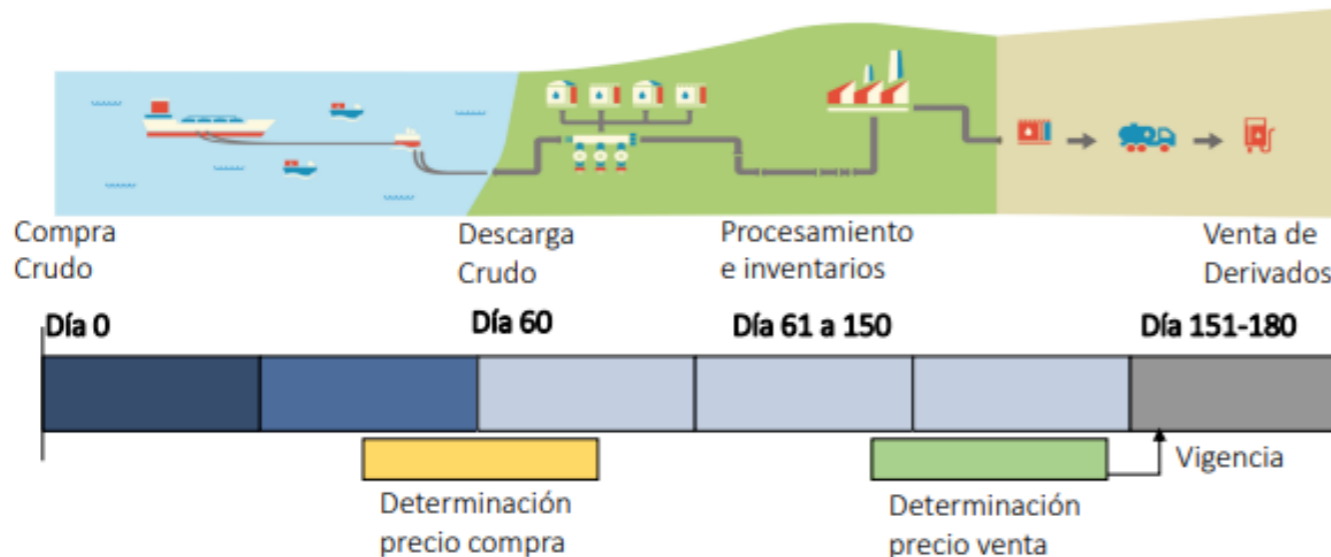 Compra
Crudo
Descarga
Crudo
Procesamiento
e inventarios
Venta de
Derivados
Día 0
Día 60
Día 61 a 150
Día 151-180
Determinación
precio compra
Determinación
precio venta
Vigencia